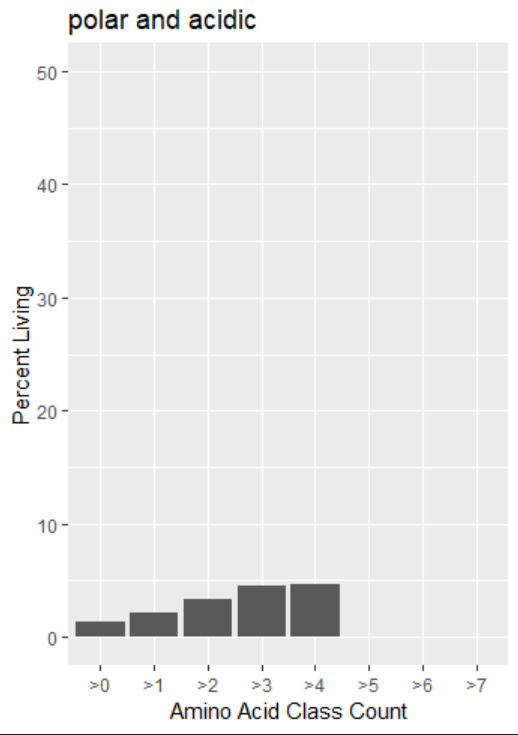 polar and acidic
50
40
30
20
10
0
Percent Living
>0 >1 >2 >3 >4 >5 >6 >7
Amino Acid Class Count